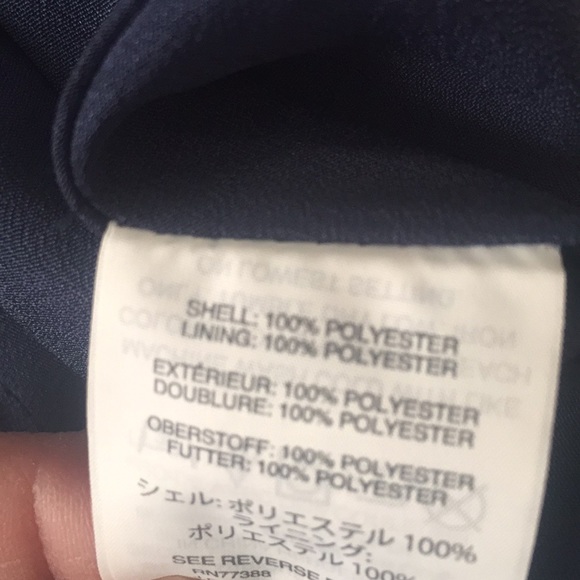 SHELL: 100% POLYESTER
LINING: 100% POLYESTER
EXTÉRIEUR: 100% POLYESTER
DOUBLURE: 100% POLYESTER
OBERSTOFF: 100% POLYESTER
FUTTER: 100% POLYESTER
シェル: ポリエステル 100%
ライニング:
ポリエステル 100%
SEE REVERSE
RN77388